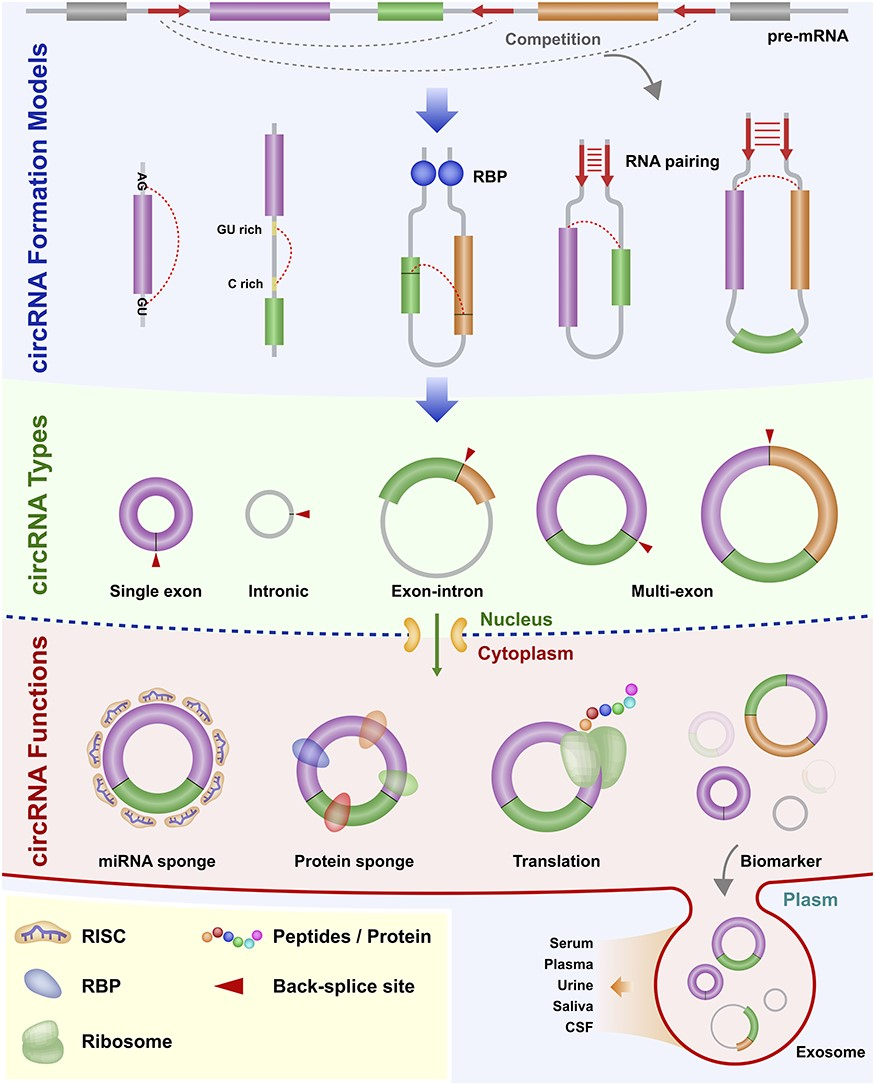 Competition
pre-mRNA
circRNA Formation Models
AG
GU
GU rich
C rich
RBP
RNA pairing
circRNA Types
Single exon
Intronic
Exon-intron
Multi-exon
Nucleus
Cytoplasm
circRNA Functions
miRNA sponge
Protein sponge
Translation
Biomarker
Plasm
RISC
Peptides / Protein
RBP
Back-splice site
Ribosome
Serum
Plasma
Urine
Saliva
CSF
Exosome